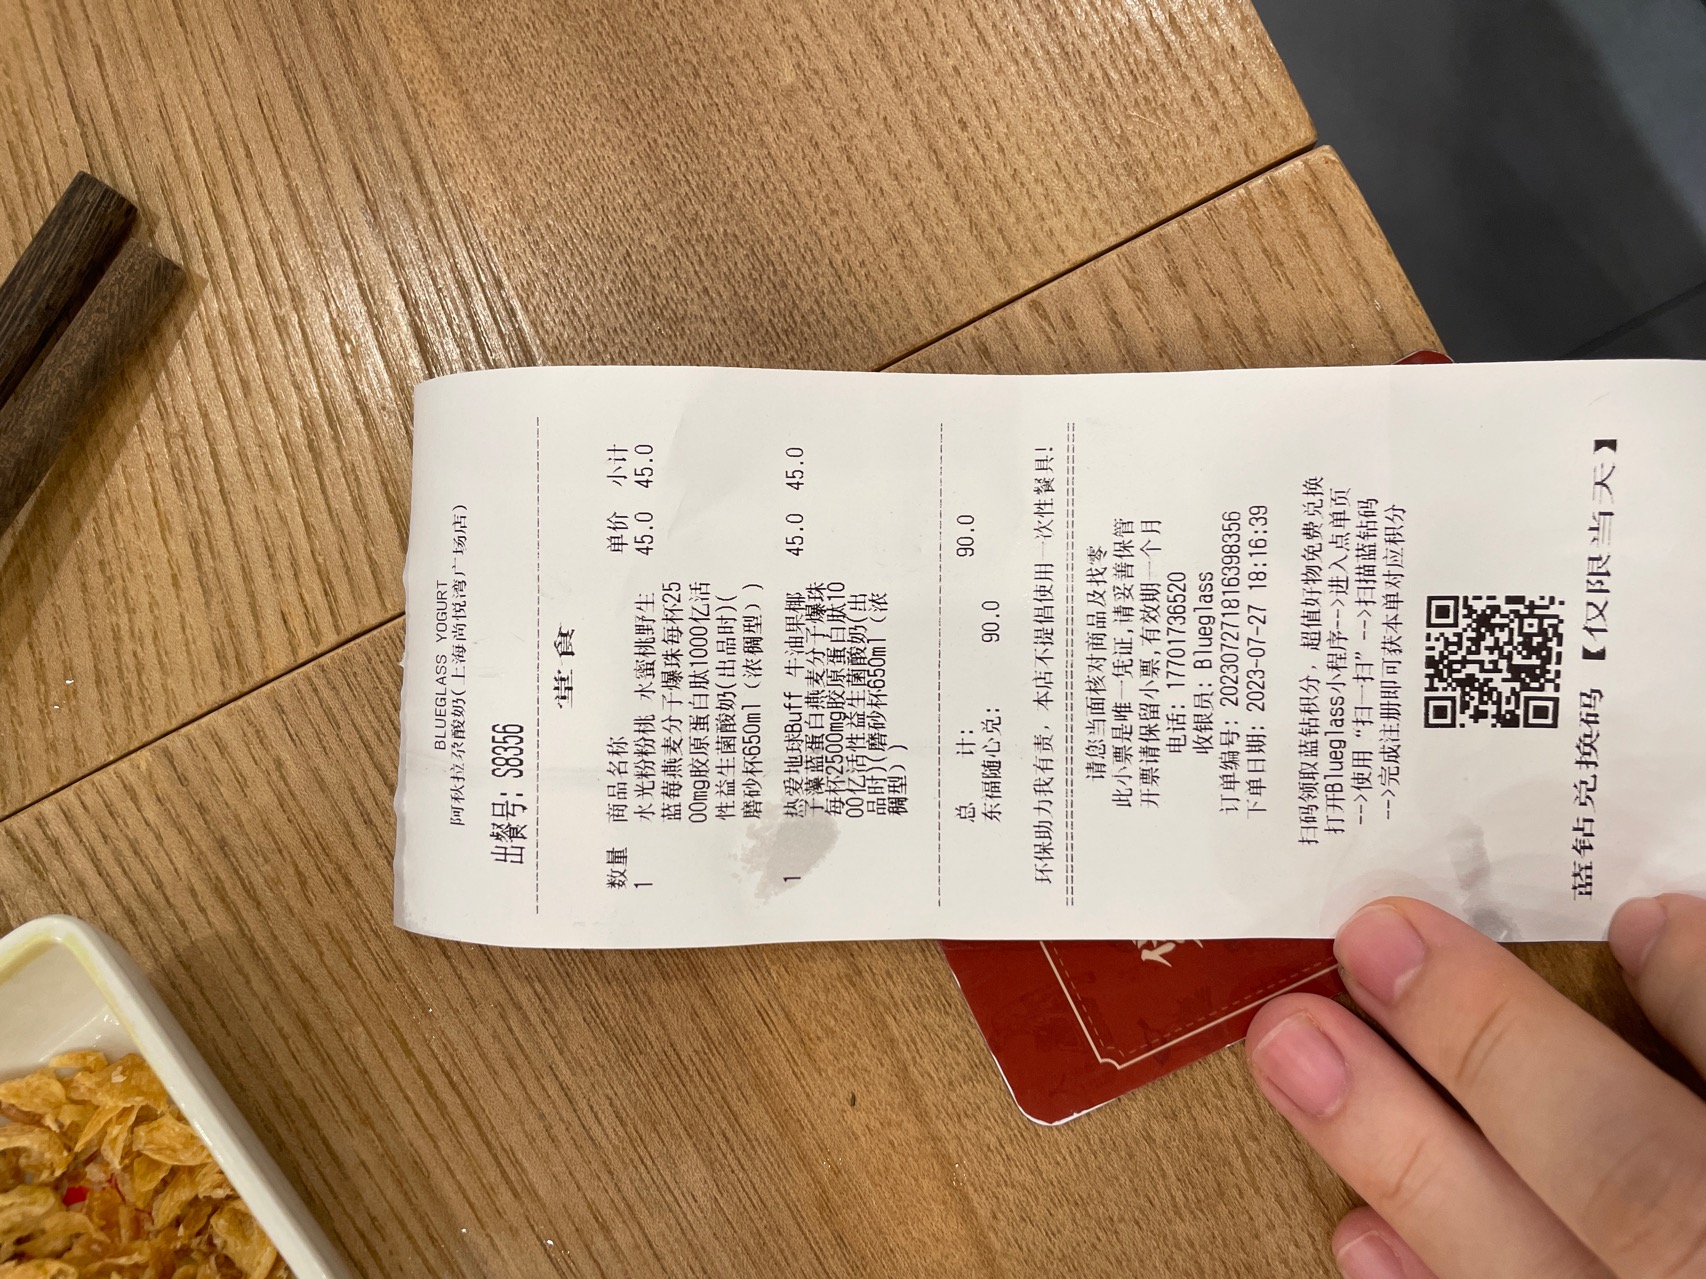 BLUEGLASS YOGURT
阿秋拉尕酸奶(上海尚悦湾广场店)
出餐号: S8356
堂食
数量 商品名称 单价 小计
1 水光粉粉桃 水蜜桃野生 45.0 45.0
蓝莓燕麦分子爆珠每杯25
00mg胶原蛋白肽1000亿活
性益生菌酸奶(出品时)(
磨砂杯650ml（浓稠型）)
1 热爱地球Buff 牛油果椰 45.0 45.0
子藻蓝蛋白燕麦分子爆珠
每杯2500mg胶原蛋白肽10
00亿活性益生菌酸奶(出
品时)(磨砂杯650ml（浓
稠型）)
总 计: 90.0
东福随心兑: 90.0
环保助力我有责，本店不提倡使用一次性餐具!
请您当面核对商品及找零
此小票是唯一凭证,请妥善保管
开票请保留小票,有效期一个月
电话: 17701736520
收银员: Blueglass
订单编号: 202307271816398356
下单日期: 2023-07-27 18:16:39
扫码领取蓝钻积分，超值好物免费兑换
打开Blueglass小程序-->进入点单页
-->使用“扫一扫”-->扫描蓝钻码
-->完成注册即可获本单对应积分
蓝钻兑换码【仅限当天】